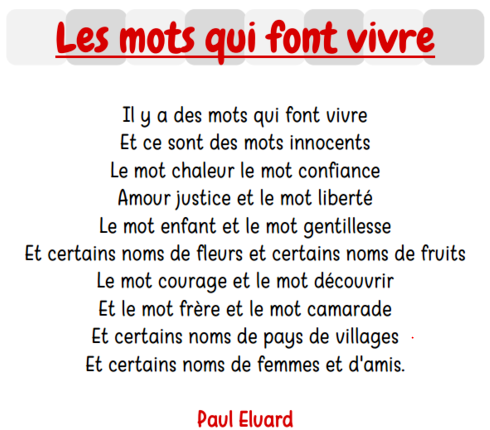 Les mots qui font vivre
Il y a des mots qui font vivre
Et ce sont des mots innocents
Le mot chaleur le mot confiance
Amour justice et le mot liberté
Le mot enfant et le mot gentillesse
Et certains noms de fleurs et certains noms de fruits
Le mot courage et le mot découvrir
Et le mot frère et le mot camarade
Et certains noms de pays de villages
Et certains noms de femmes et d'amis.
Paul Eluard